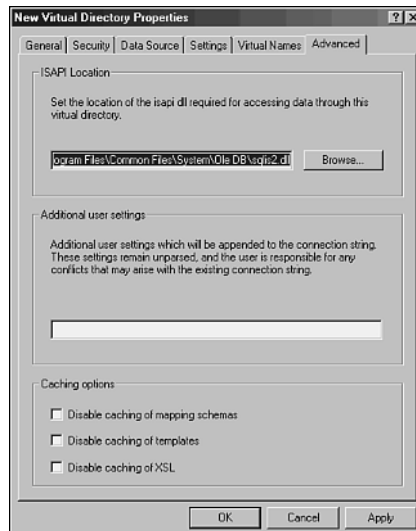 New Virtual Directory Properties
General Security Data Source Settings Virtual Names Advanced
ISAPI Location
Set the location of the isapi dll required for accessing data through this
virtual directory.
ogram Files\Common Files\System\Ole DB\sqlis2.dll Browse...
Additional user settings
Additional user settings which will be appended to the connection string.
These settings remain unparsed, and the user is responsible for any
conflicts that may arise with the existing connection string.
Caching options
Disable caching of mapping schemas
Disable caching of templates
Disable caching of XSL
OK Cancel Apply